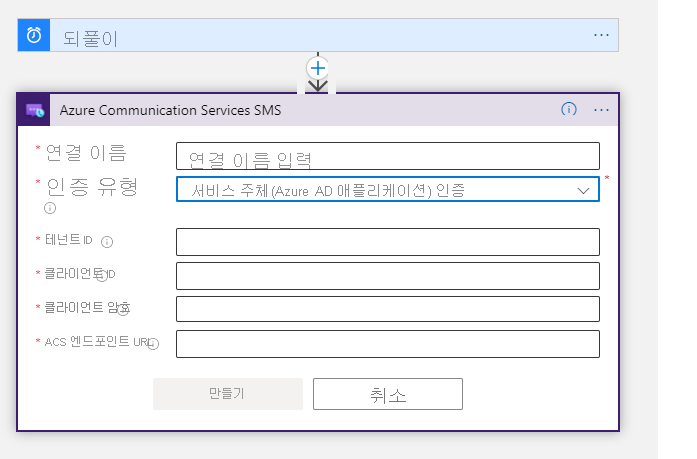 되풀이
Azure Communication Services SMS
* 연결 이름
연결 이름 입력
* 인증 유형
서비스 주체(Azure AD 애플리케이션) 인증
*
* 테넌트 ID
* 클라이언트 ID
* 클라이언트 암호
* ACS 엔드포인트 URL
만들기
취소